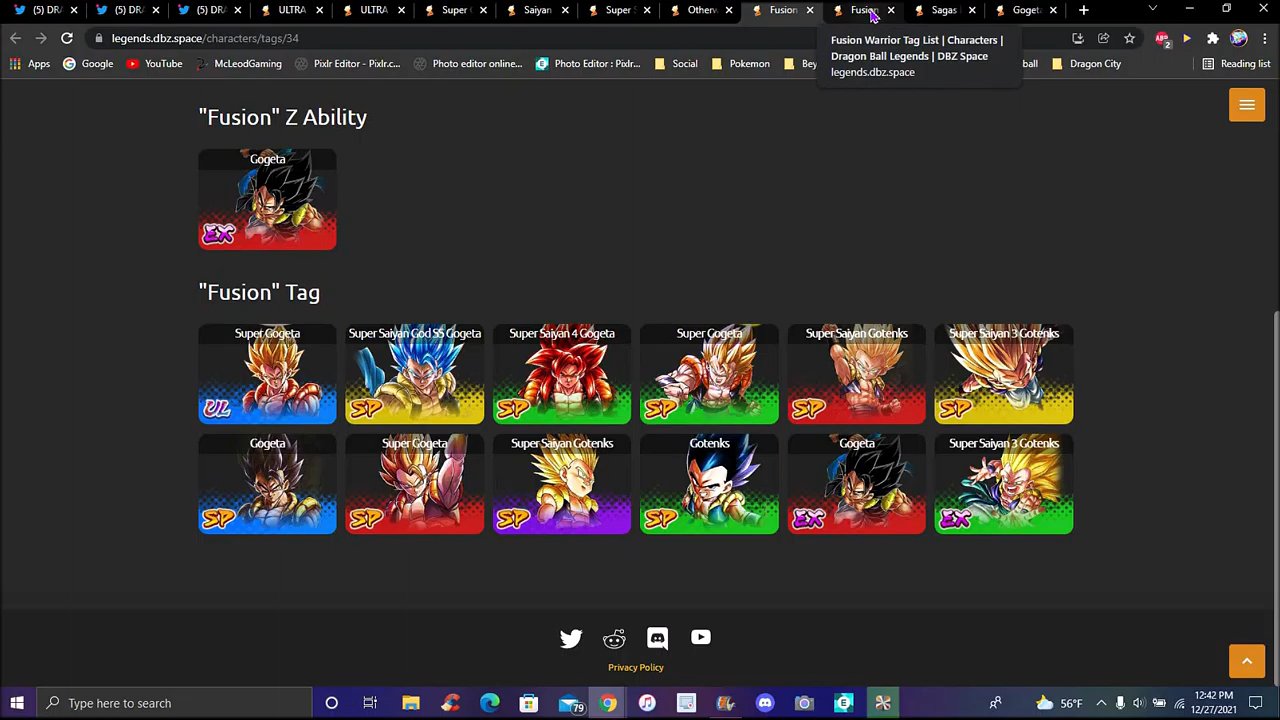 (5) DRA
(5) DRA
(5) DRA
ULTRA
ULTRA
Super
Saiyan
Super S
Otherw
Fusion
Fusion
Sagas
Goget
legends.dbz.space/characters/tags/34
Fusion Warrior Tag List | Characters |
Dragon Ball Legends | DBZ Space
legends.dbz.space
Apps
Google
YouTube
McLeodGaming
Pixlr Editor - free...
Photo editor online...
Photo Editor : Pixlr...
Social
Pokemon
Bey
ball
Dragon City
Reading list
"Fusion" Z Ability
Gogeta
EX
"Fusion" Tag
Super Gogeta
Super Saiyan God SS Gogeta
Super Saiyan 4 Gogeta
Super Gogeta
Super Saiyan Gotenks
Super Saiyan 3 Gotenks
UL
SP
SP
SP
SP
SP
Gogeta
Super Gogeta
Super Saiyan Gotenks
Gotenks
Gogeta
Super Saiyan 3 Gotenks
SP
SP
SP
SP
EX
EX
Privacy Policy
Type here to search
79
56°F
12:42 PM
12/27/2021